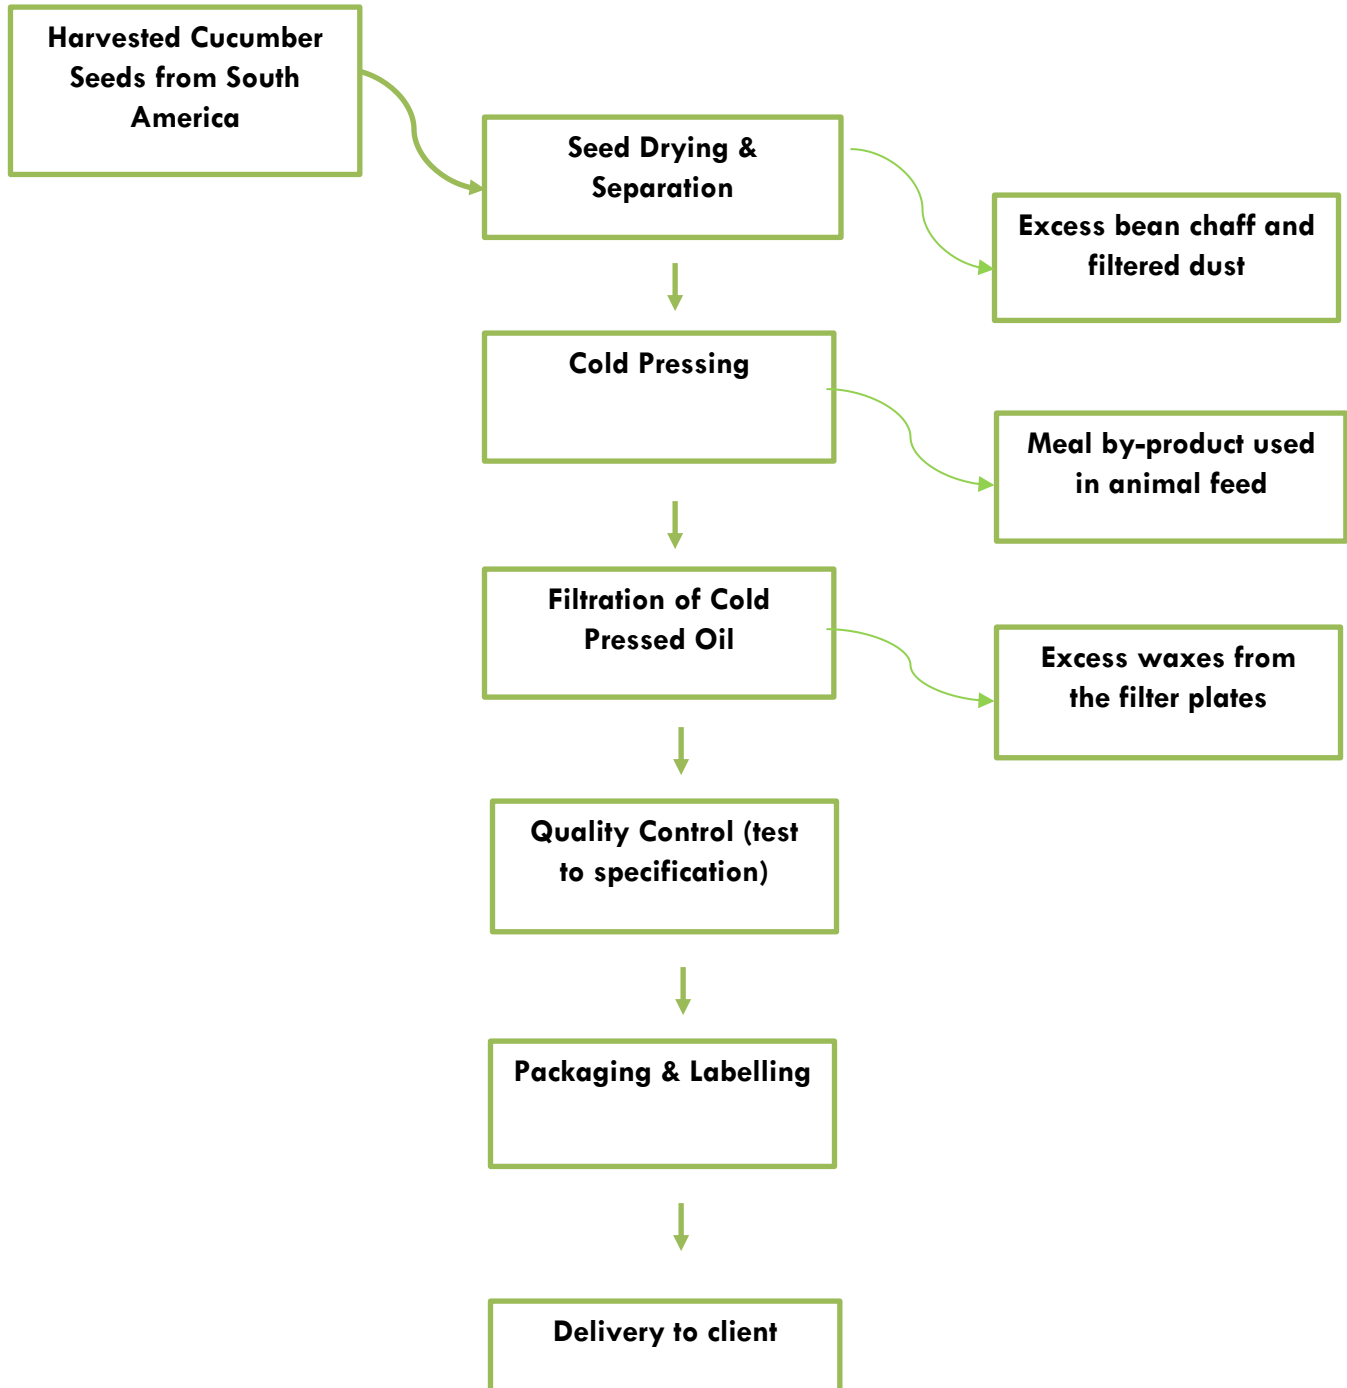 Harvested Cucumber
Seeds from South
America
Seed Drying &
Separation
Excess bean chaff and
filtered dust
Cold Pressing
Meal by-product used
in animal feed
Filtration of Cold
Pressed Oil
Excess waxes from
the filter plates
Quality Control (test
to specification)
Packaging & Labelling
Delivery to client